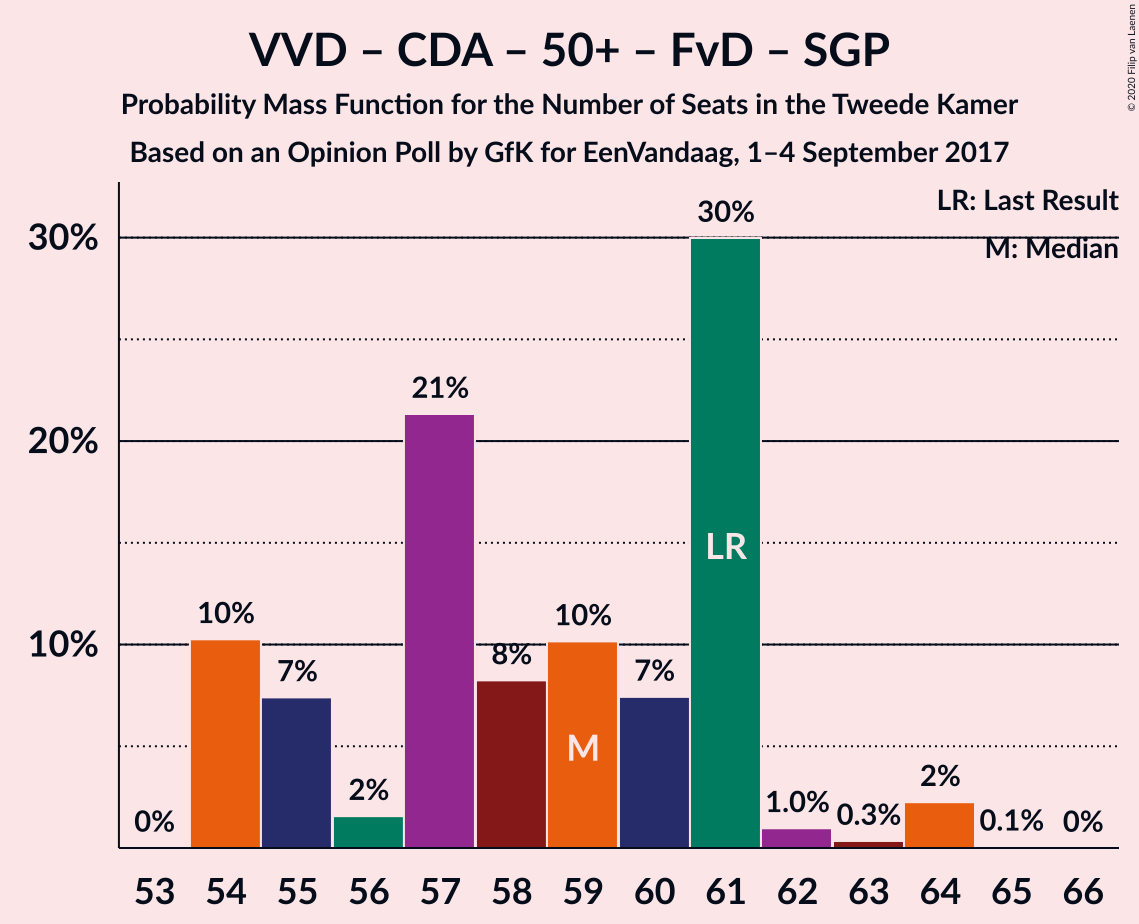 VVD – CDA – 50+ – FvD – SGP
Probability Mass Function for the Number of Seats in the Tweede Kamer
Based on an Opinion Poll by GfK for EenVandaag, 1–4 September 2017
© 2020 Filip van Laenen
LR: Last Result
M: Median
30%
20%
10%
0%
10%
7%
2%
21%
8%
10%
7%
30%
1.0%
0.3%
2%
0.1%
0%
M
LR
53 54 55 56 57 58 59 60 61 62 63 64 65 66